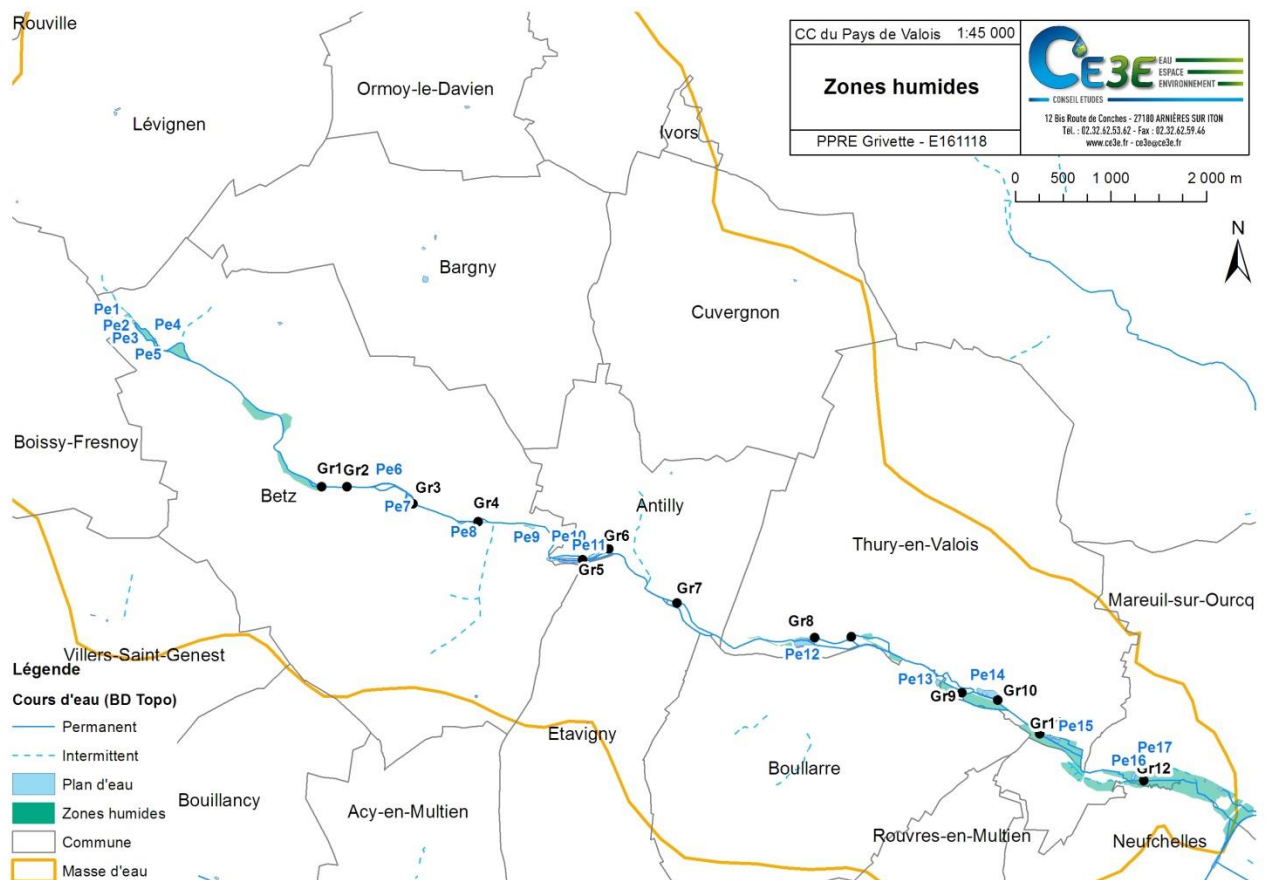 Rouville
CC du Pays de Valois 1:45 000
Zones humides
PPRE Grivette - E161118
CE3E
EAU
ESPACE
ENVIRONNEMENT
CONSEIL ETUDES
12 Bis Route de Conches - 27180 ARNIÈRES SUR ITON
Tél. : 02.32.62.53.62 - Fax : 02.32.62.59.46
www.ce3e.fr - ce3e@ce3e.fr
0 500 1 000 2 000 m
N
Ormoy-le-Davien
Lévignen
Ivors
Bargny
Cuvergnon
Pe1
Pe2
Pe4
Pe3
Pe5
Boissy-Fresnoy
Betz
Gr1
Gr2
Pe6
Gr3
Pe7
Gr4
Pe8
Pe9
Pe10
Pe11
Gr6
Gr5
Antilly
Thury-en-Valois
Gr7
Mareuil-sur-Ourcq
Gr8
Pe12
Pe13
Pe14
Gr9
Gr10
Gr1
Pe15
Pe17
Pe16
Gr12
Villers-Saint-Genest
Etavigny
Boullarre
Bouillancy
Acy-en-Multien
Rouvres-en-Multien
Neufchelles
Légende
Cours d'eau (BD Topo)
Permanent
Intermittent
Plan d'eau
Zones humides
Commune
Masse d'eau